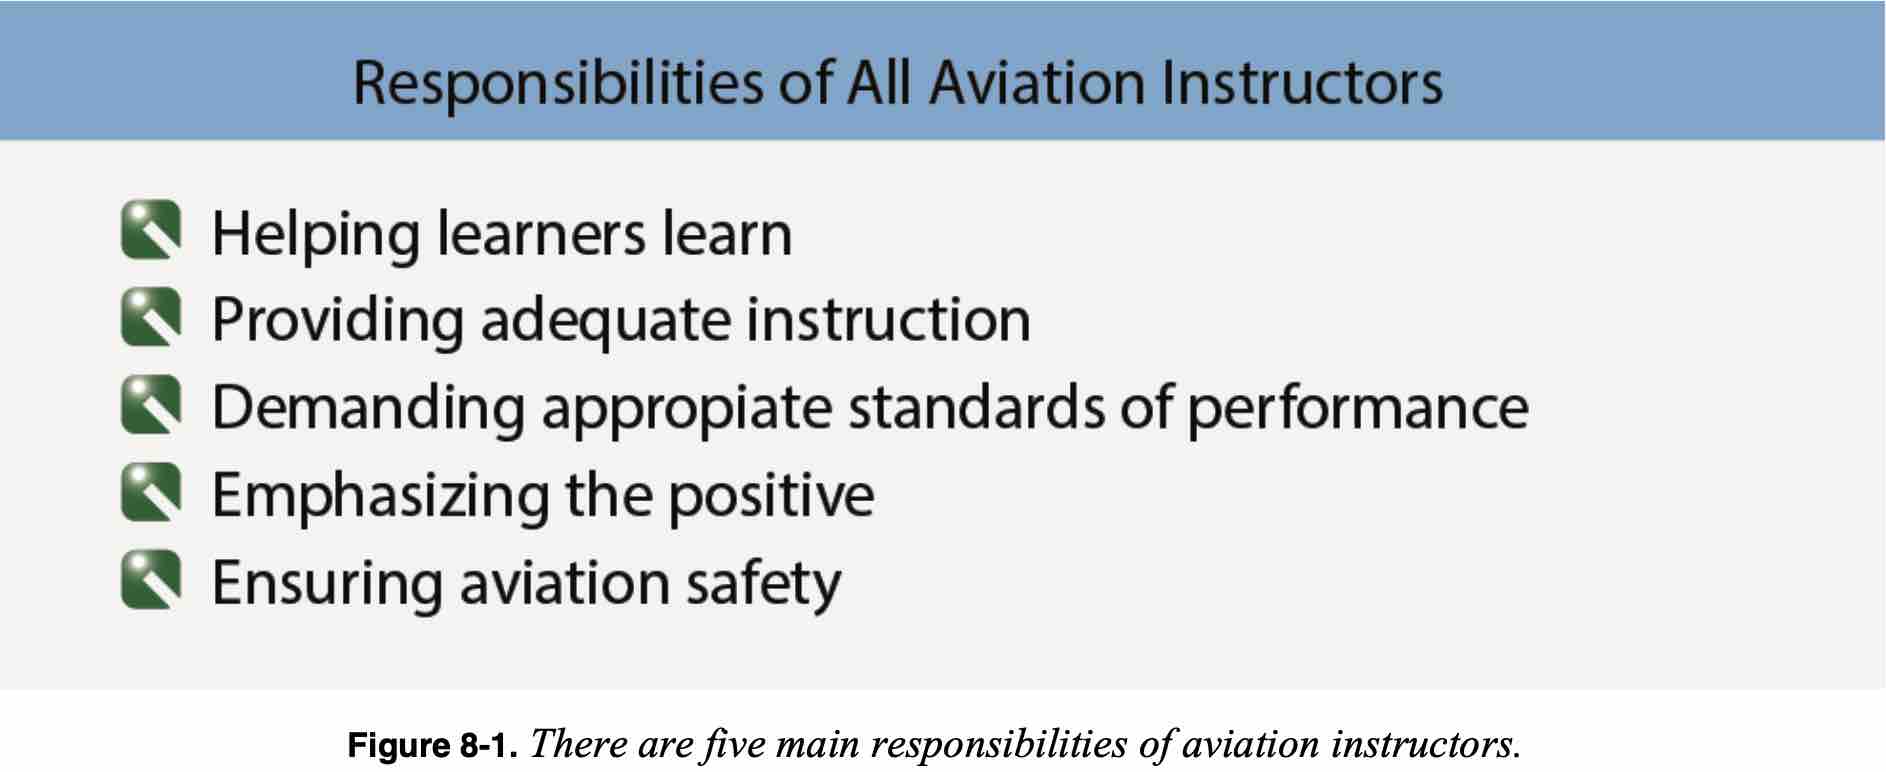 Responsibilities of All Aviation Instructors
Helping learners learn
Providing adequate instruction
Demanding appropiate standards of performance
Emphasizing the positive
Ensuring aviation safety
Figure 8-1. There are five main responsibilities of aviation instructors.